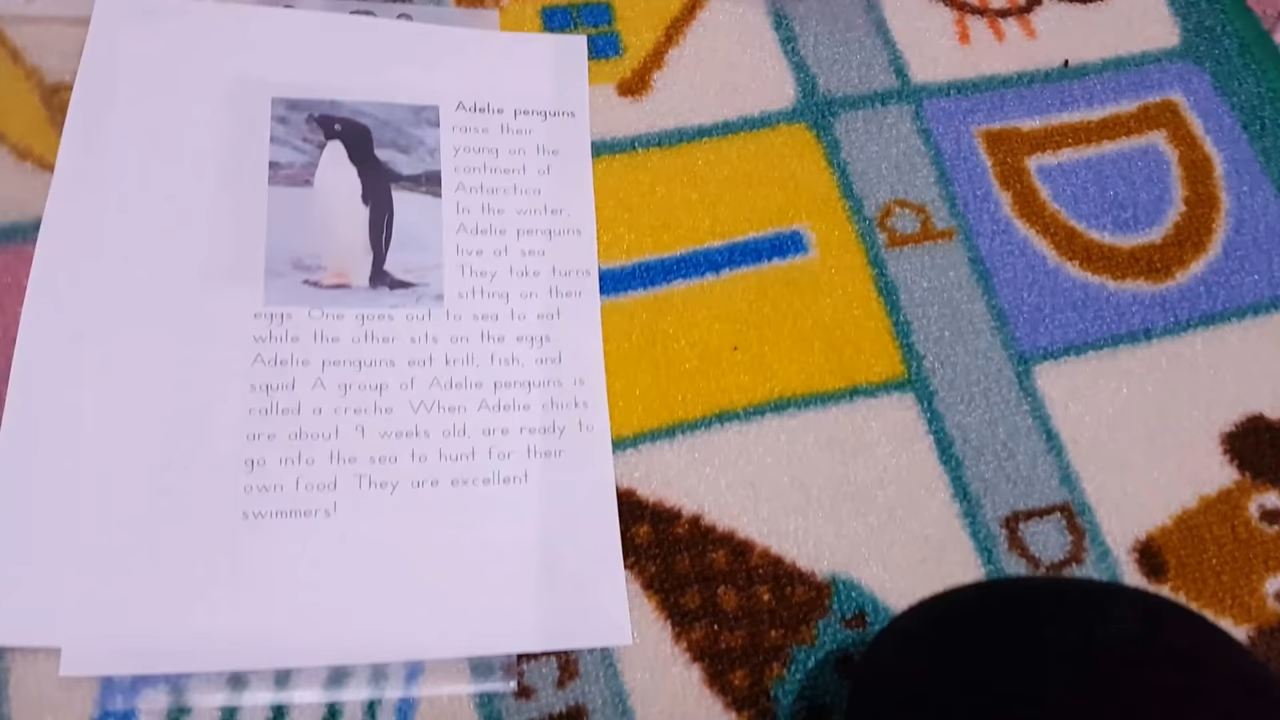 Adelie penguins
raise their
young on the
continent of
Antarctica.
In the winter,
Adelie penguins
live at sea.
They take turns
sitting on their
eggs. One goes out to sea to eat
while the other sits on the eggs.
Adelie penguins eat krill, fish, and
squid. A group of Adelie penguins is
called a creche. When Adelie chicks
are about 9 weeks old, are ready to
go into the sea to hunt for their
own food. They are excellent
swimmers!
I
d
D
D